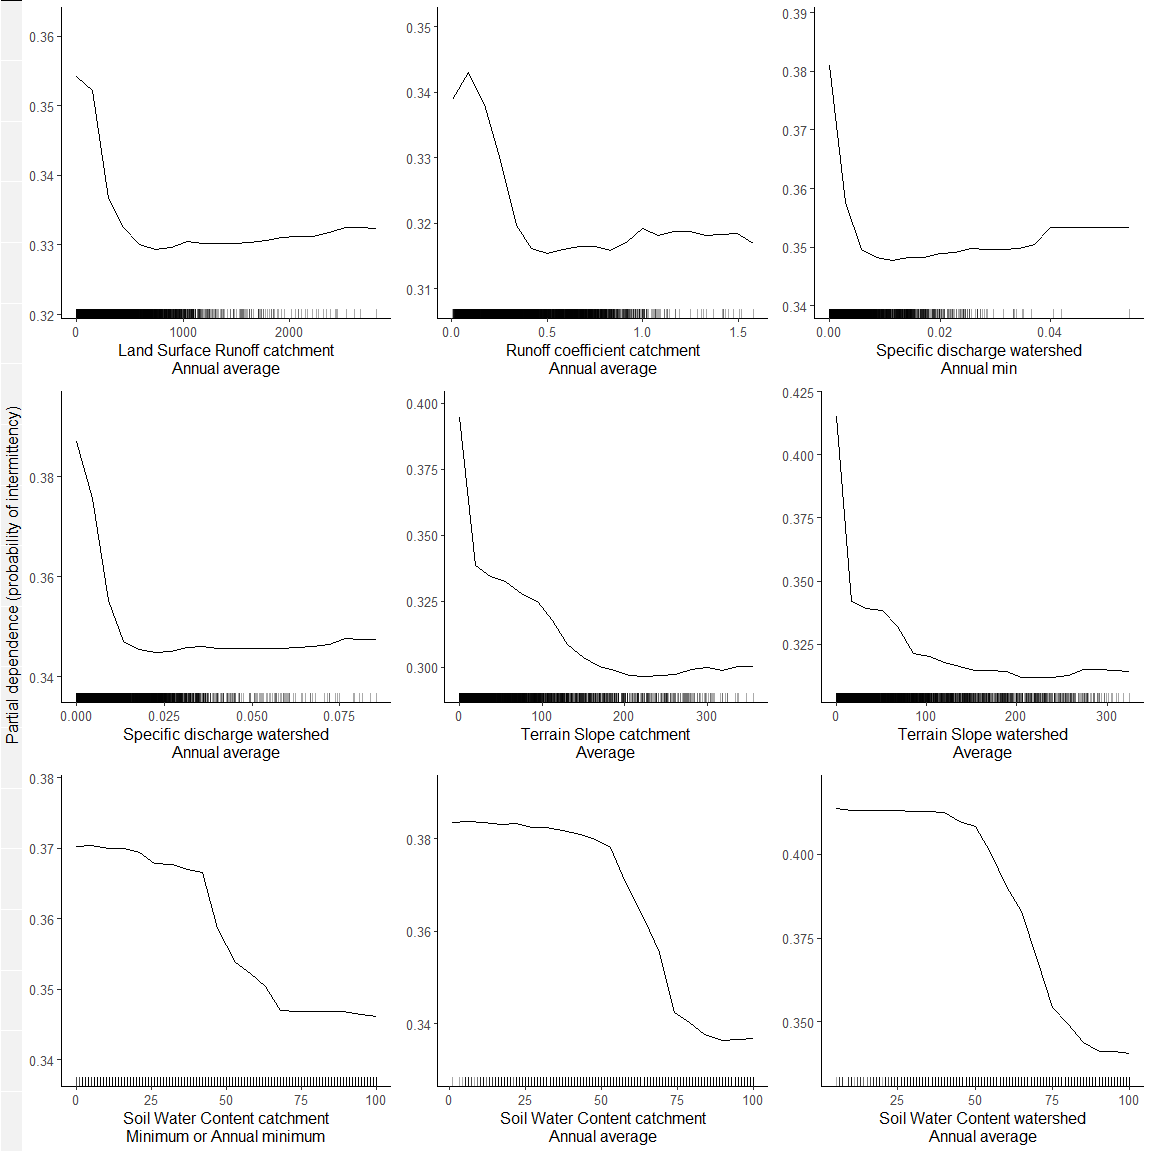 Partial dependence (probability of intermittency)
0.36
0.35
0.34
0.33
0.32
0 1000 2000
Land Surface Runoff catchment
Annual average
0.35
0.34
0.33
0.32
0.31
0.0 0.5 1.0 1.5
Runoff coefficient catchment
Annual average
0.39
0.38
0.37
0.36
0.35
0.34
0.00 0.02 0.04
Specific discharge watershed
Annual min
0.38
0.36
0.34
0.000 0.025 0.050 0.075
Specific discharge watershed
Annual average
0.400
0.375
0.350
0.325
0.300
0 100 200 300
Terrain Slope catchment
Average
0.425
0.400
0.375
0.350
0.325
0 100 200 300
Terrain Slope watershed
Average
0.38
0.37
0.36
0.35
0.34
0 25 50 75 100
Soil Water Content catchment
Minimum or Annual minimum
0.38
0.36
0.34
0 25 50 75 100
Soil Water Content catchment
Annual average
0.400
0.375
0.350
25 50 75 100
Soil Water Content watershed
Annual average